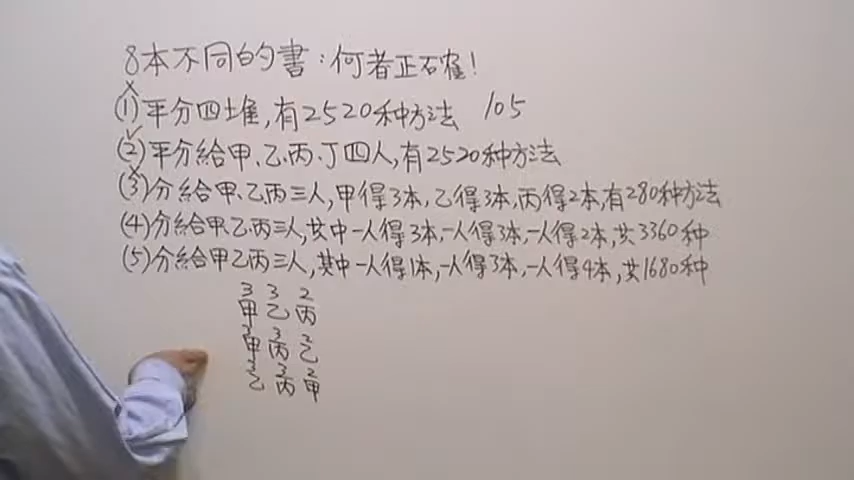 8本不同的書:何者正確!
×
(1)平分四堆,有2520种方法 105
✓
(2)平分給甲、乙、丙、丁四人,有2520种方法
×
(3)分給甲、乙丙三人,甲得3本,乙得3本,丙得2本,有280种方法
(4)分給甲、乙丙三人,其中一人得3本,一人得3本,一人得2本,共3360种
(5)分給甲乙丙三人,其中一人得1本,一人得3本,一人得4本,共1680种
3 3 2
甲乙丙
3 3 2
甲丙乙
3 3 2
乙丙甲